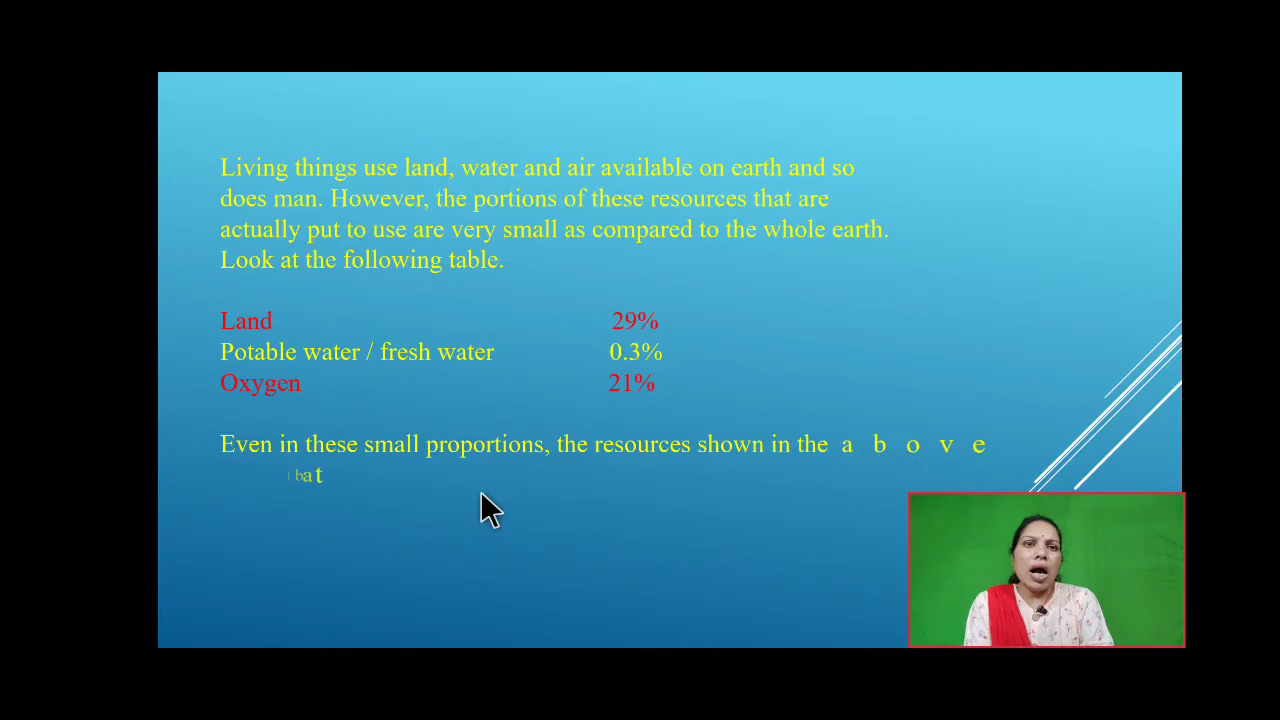 Living things use land, water and air available on earth and so
does man. However, the portions of these resources that are
actually put to use are very small as compared to the whole earth.
Look at the following table.
Land 29%
Potable water / fresh water 0.3%
Oxygen 21%
Even in these small proportions, the resources shown in the a b o v e